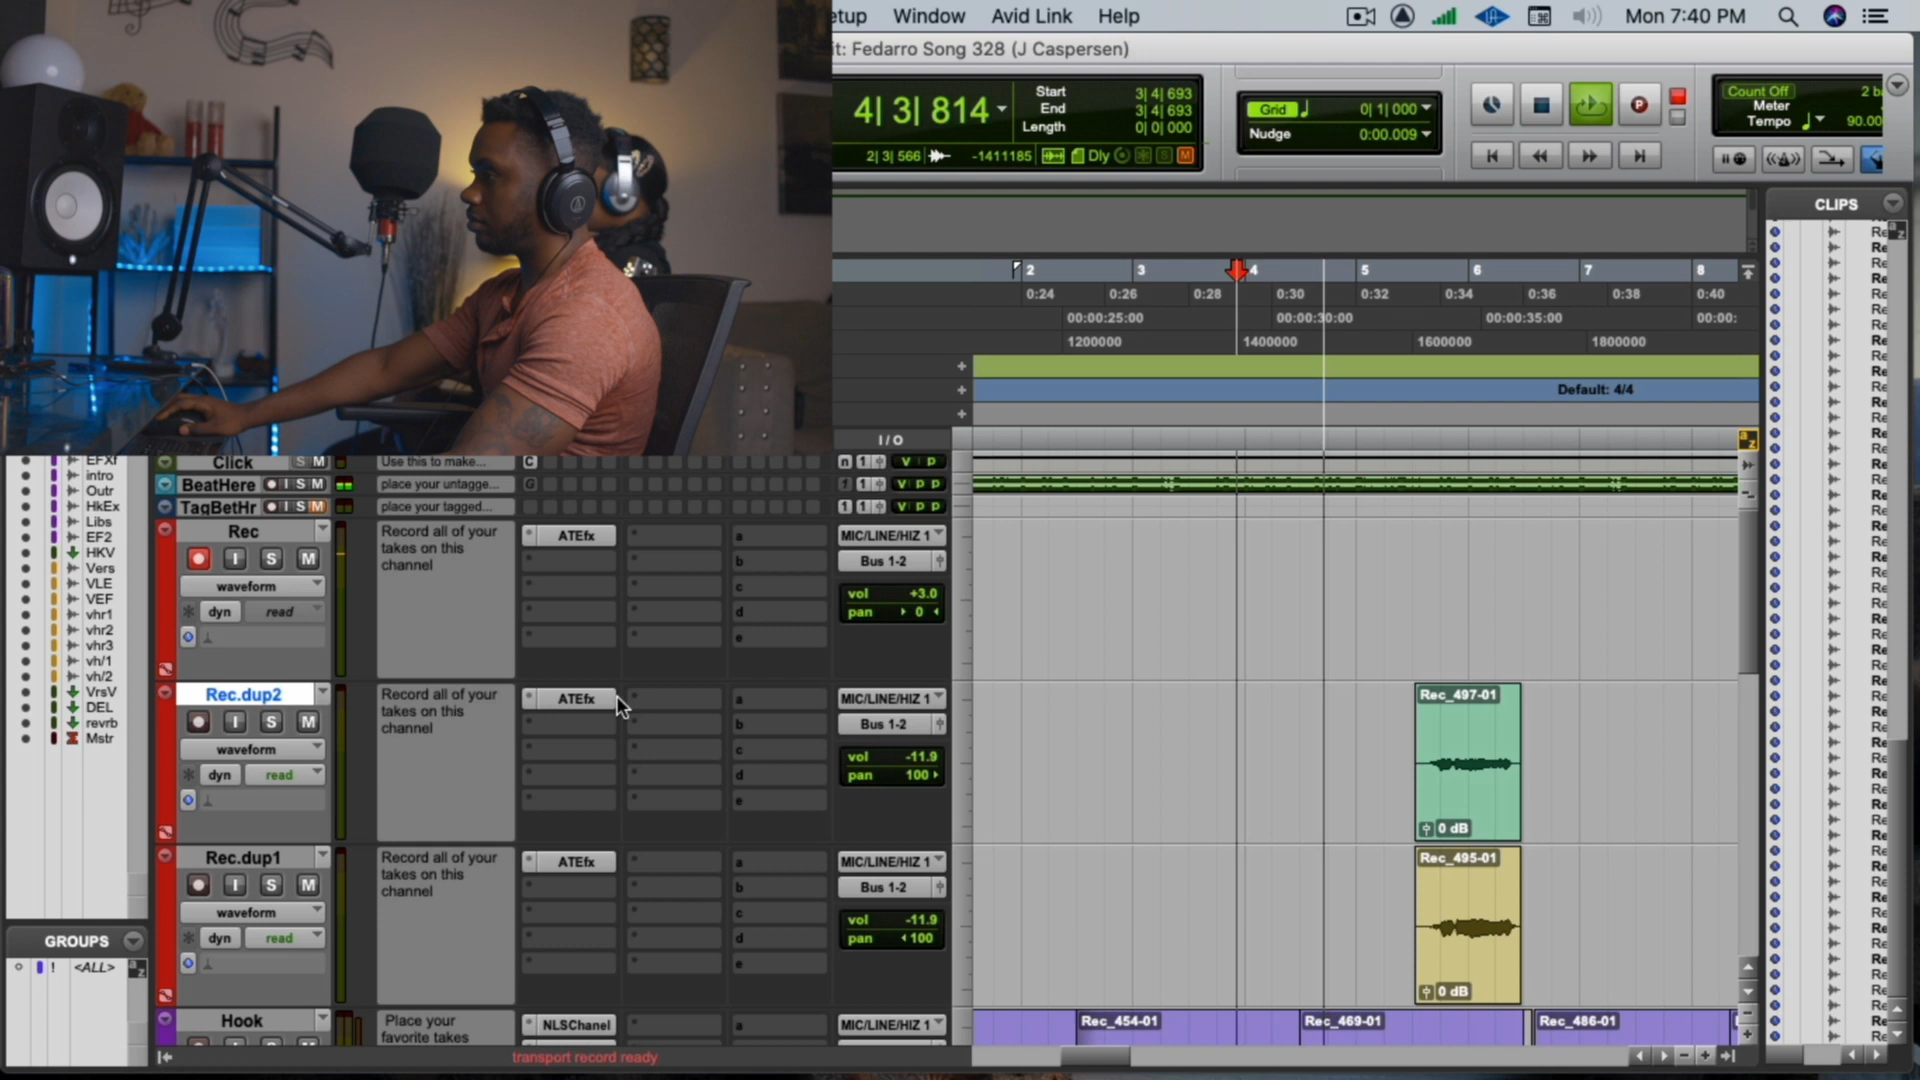 etup Window Avid Link Help Mon 7:40 PM
it: Fedarro Song 328 (J Caspersen)
4| 3| 814
Start 3| 4| 693
End 3| 4| 693
Length 0| 0| 000
2| 3| 566 -1411185 Dly S M
Grid 0| 1| 000
Nudge 0:00.009
P
Count Off 2 ba
Meter
Tempo 90.00
CLIPS
2 3 4 5 6 7 8
0:24 0:26 0:28 0:30 0:32 0:34 0:36 0:38 0:40
00:00:25:00 00:00:30:00 00:00:35:00 00:00:
1200000 1400000 1600000 1800000
Default: 4/4
I/O
EFXf
intro
Outr
HkEx
Libs
EF2
HKV
Vers
VLE
VEF
vhr1
vhr2
vhr3
vh/1
vh/2
VrsV
DEL
revrb
Mstr
GROUPS
! <ALL>
Click S M Use this to make... C n 1 V P
BeatHere I S M place your untagge... G 1 V P P
TagBetHr I S M place your tagged... 1 1 V P P
Rec
I S M
waveform
dyn read
Record all of your
takes on this
channel
ATEfx
a
b
c
d
e
MIC/LINE/HIZ 1
Bus 1-2
vol +3.0
pan 0
Rec.dup2
I S M
waveform
dyn read
Record all of your
takes on this
channel
ATEfx
a
b
c
d
e
MIC/LINE/HIZ 1
Bus 1-2
vol -11.9
pan 100
Rec_497-01
0 dB
Rec.dup1
I S M
waveform
dyn read
Record all of your
takes on this
channel
ATEfx
a
b
c
d
e
MIC/LINE/HIZ 1
Bus 1-2
vol -11.9
pan 100
Rec_495-01
0 dB
Hook
Place your
favorite takes
NLSChanel
a
MIC/LINE/HIZ 1
Rec_454-01 Rec_469-01 Rec_486-01
transport record ready